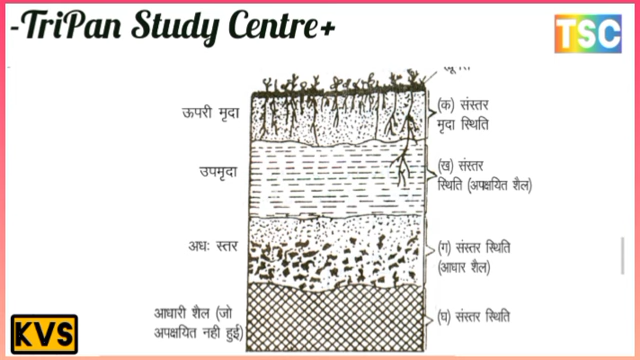 -TriPan Study Centre+
TSC
ऊपरी मृदा
(क) संस्तर
मृदा स्थिति
उपमृदा
(ख) संस्तर
स्थिति (अपक्षयित शैल)
अधः स्तर
(ग) संस्तर स्थिति
(आधार शैल)
आधारी शैल (जो
अपक्षयित नही हुई)
(घ) संस्तर स्थिति
KVS